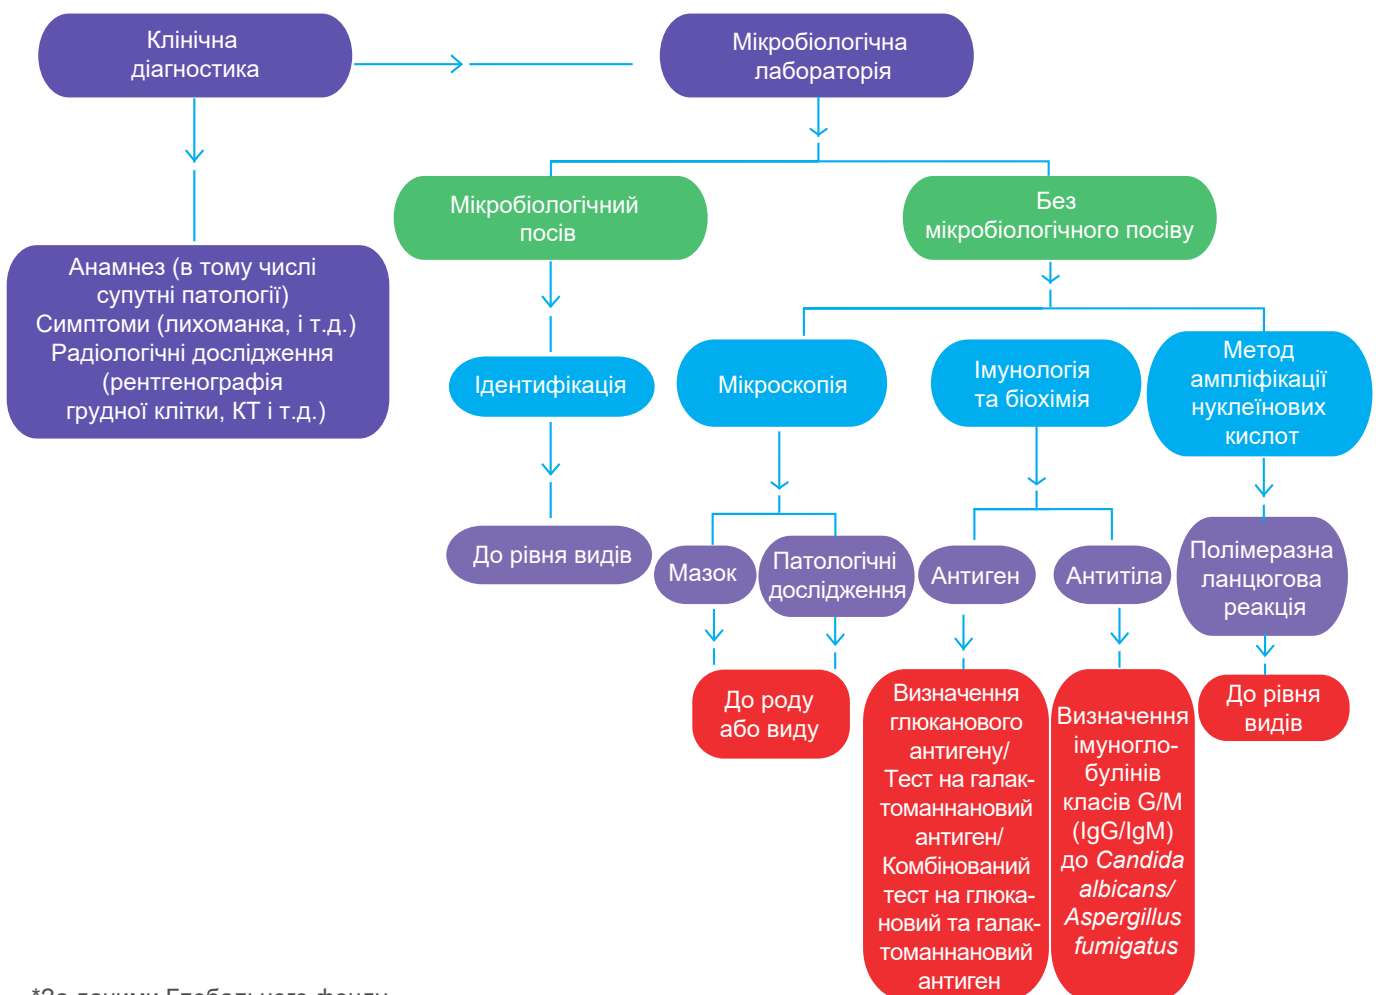 Клінічна
діагностика
Мікробіологічна
лабораторія
Мікробіологічний
посів
Без
мікробіологічного посіву
Анамнез (в тому числі
супутні патології)
Симптоми (лихоманка, і т.д.)
Радіологічні дослідження
(рентгенографія
грудної клітки, КТ і т.д.)
Ідентифікація
Мікроскопія
Імунологія
та біохімія
Метод
ампліфікації
нуклеїнових
кислот
До рівня видів
Мазок
Патологічні
дослідження
Антиген
Антитіла
Полімеразна
ланцюгова
реакція
До роду
або виду
Визначення
глюканового
антигену/
Тест на галак-
томаннановий
антиген/
Комбінований
тест на глюка-
новий та галак-
томаннановий
антиген
Визначення
імуногло-
булінів
класів G/M
(IgG/IgM)
до Candida
albicans/
Aspergillus
fumigatus
До рівня
видів
*За даними Глобального фонду